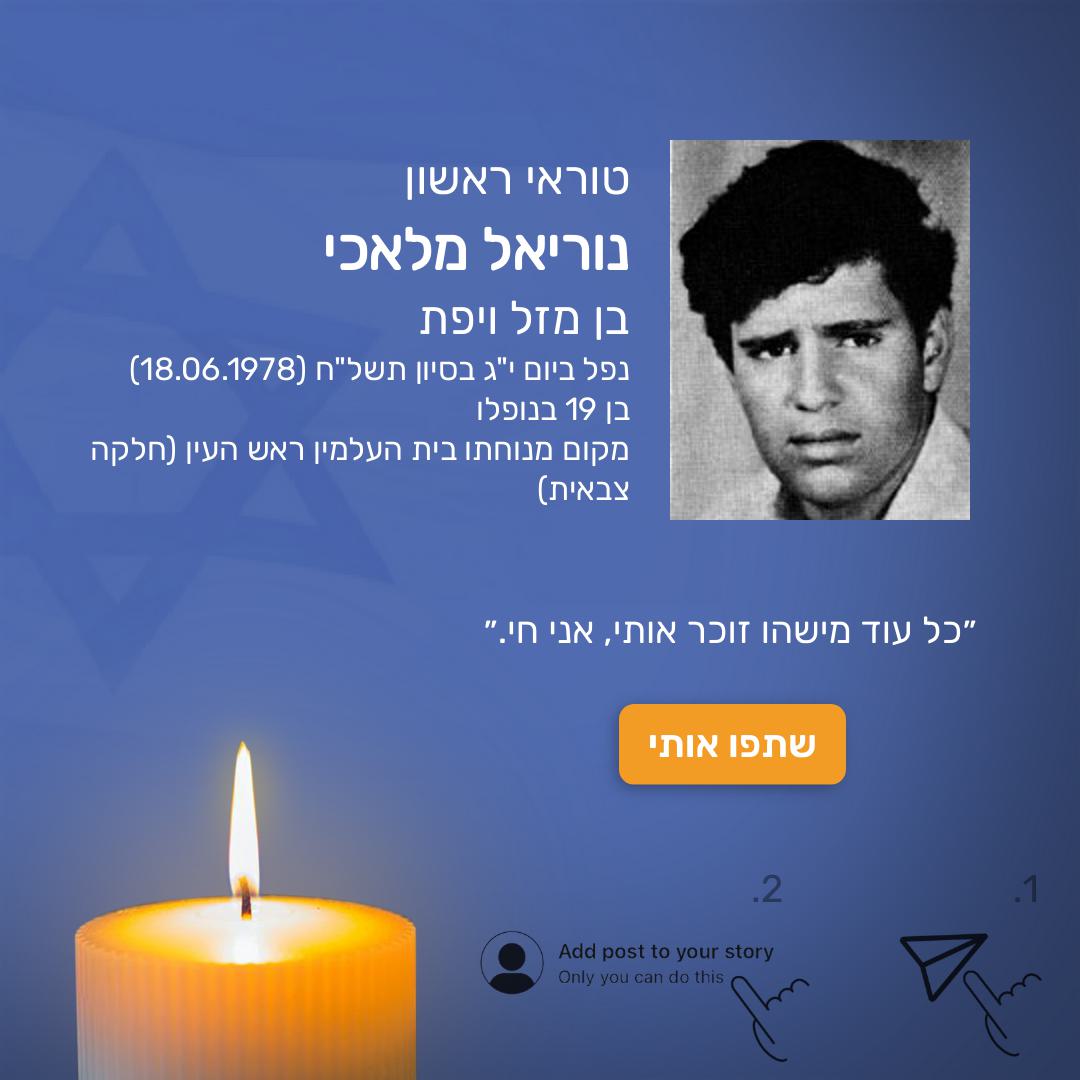 טוראי ראשון
נוריאל מלאכי
בן מזל ויפת
נפל ביום י"ג בסיון תשל"ח (18.06.1978)
בן 19 בנופלו
מקום מנוחתו בית העלמין ראש העין (חלקה
צבאית)
״כל עוד מישהו זוכר אותי, אני חי.״
שתפו אותי
.1
.2
Add post to your story
Only you can do this